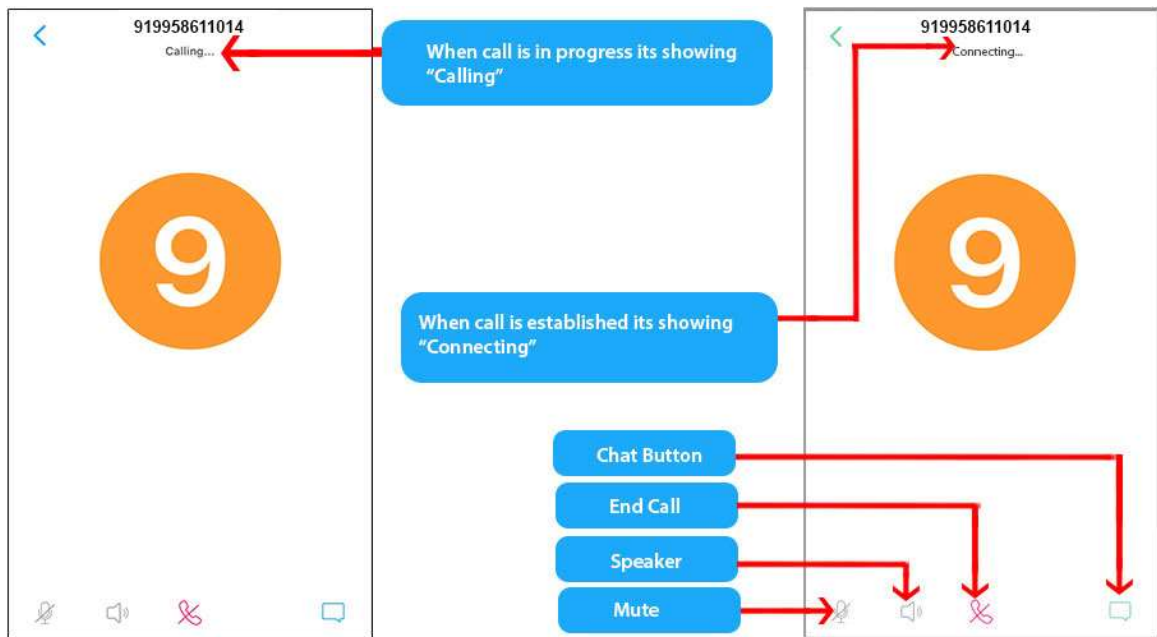 919958611014
Calling...
9
When call is in progress its showing
“Calling”
When call is established its showing
“Connecting”
Chat Button
End Call
Speaker
Mute
919958611014
Connecting...
9